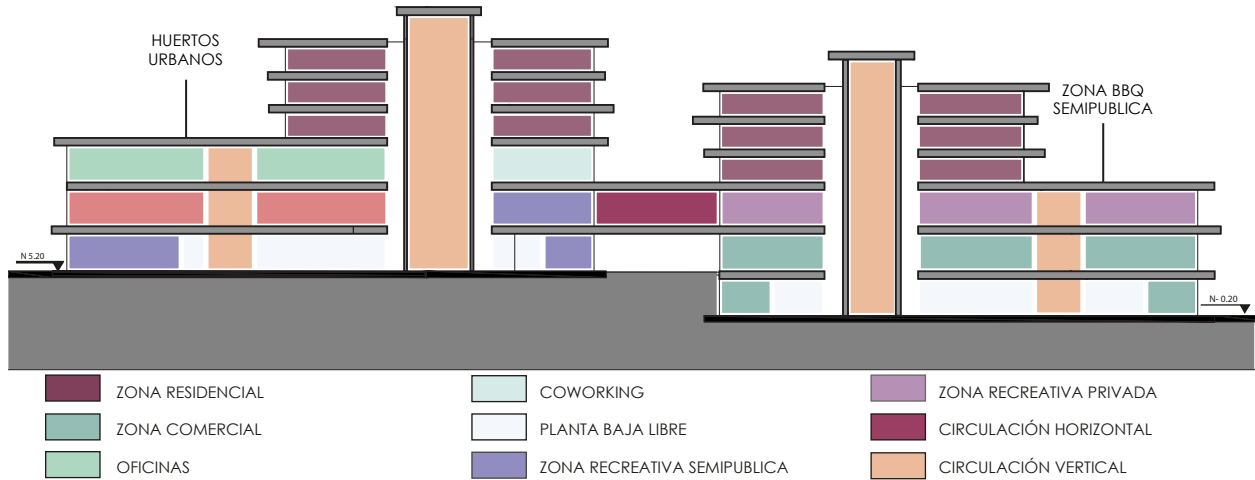 HUERTOS
URBANOS
ZONA BBQ
SEMIPUBLICA
N 5.20
N- 0.20
ZONA RESIDENCIAL
COWORKING
ZONA RECREATIVA PRIVADA
ZONA COMERCIAL
PLANTA BAJA LIBRE
CIRCULACIÓN HORIZONTAL
OFICINAS
ZONA RECREATIVA SEMIPUBLICA
CIRCULACIÓN VERTICAL